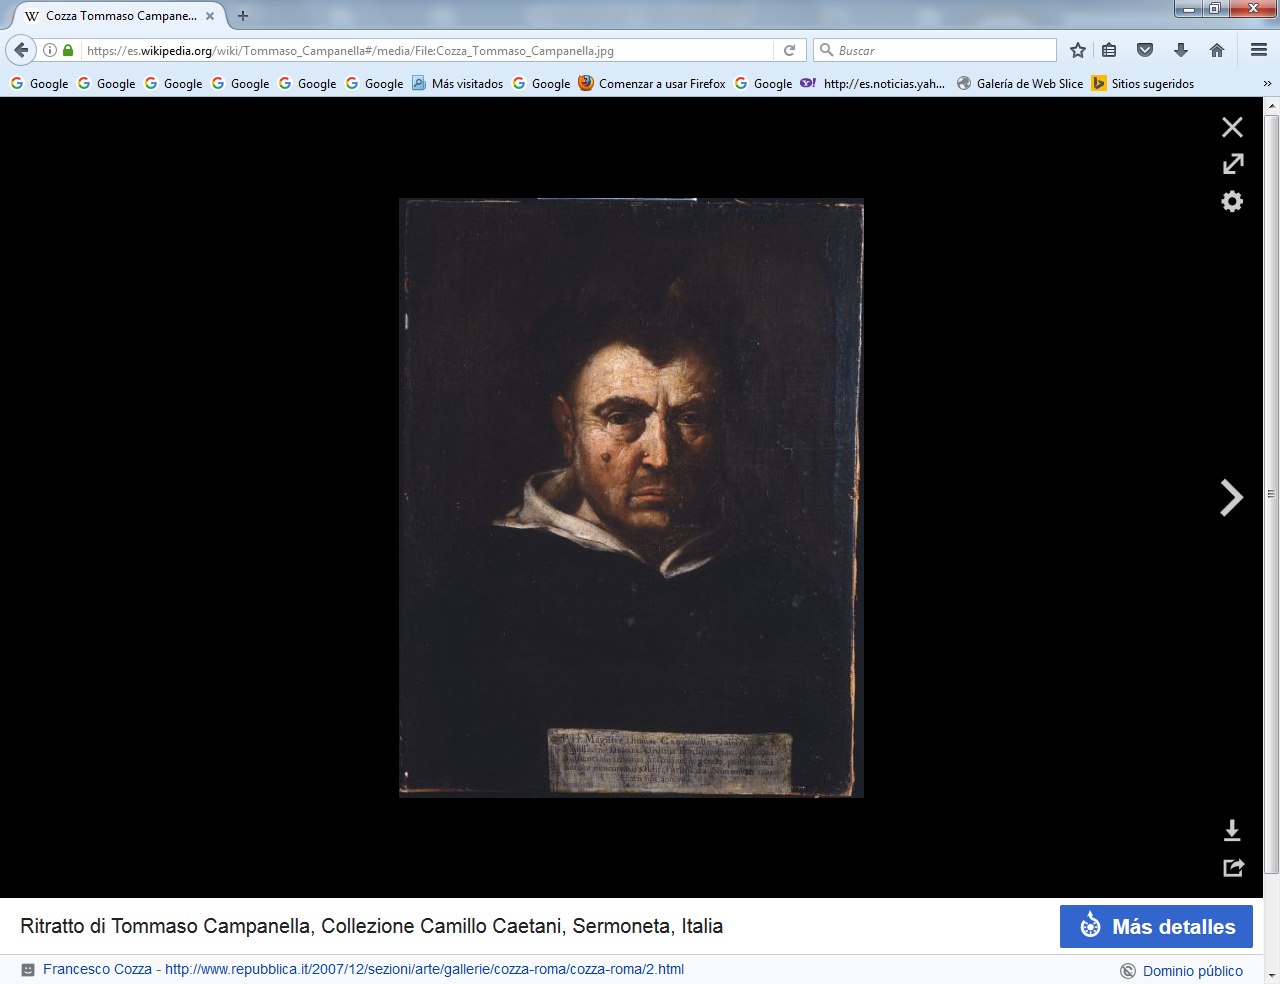 Cozza Tommaso Campane...
https://es.wikipedia.org/wiki/Tommaso_Campanella#/media/File:Cozza_Tommaso_Campanella.jpg
Buscar
Google Google Google Google Google Google Más visitados Google Comenzar a usar Firefox Google http://es.noticias.yah... Galería de Web Slice Sitios sugeridos
Magister Thomas Campanella
Ritratto di Tommaso Campanella, Collezione Camillo Caetani, Sermoneta, Italia
Más detalles
Francesco Cozza - http://www.repubblica.it/2007/12/sezioni/arte/gallerie/cozza-roma/cozza-roma/2.html
Dominio público